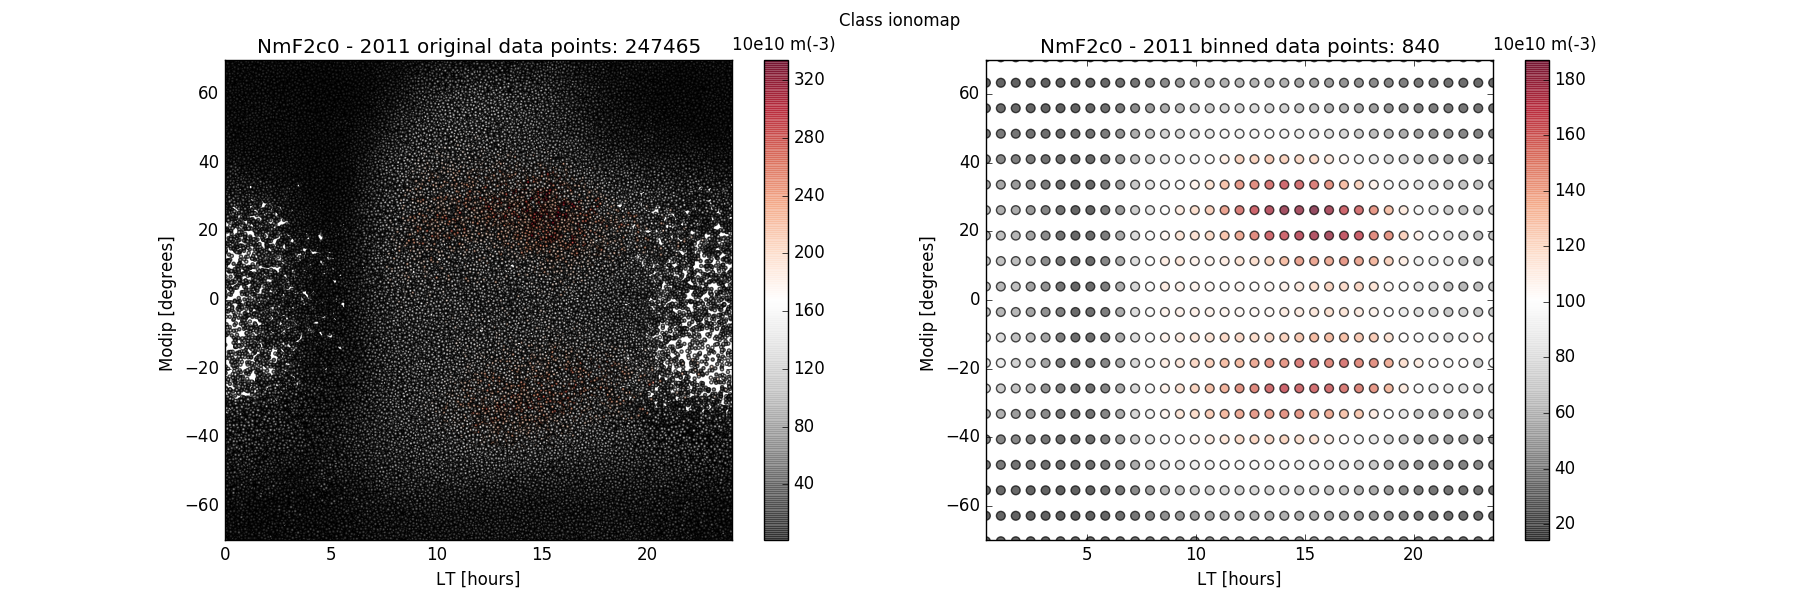 Class ionomap
NmF2c0 - 2011 original data points: 247465
10e10 m(-3)
60
40
20
0
−20
−40
−60
Modip [degrees]
0 5 10 15 20
LT [hours]
320
280
240
200
160
120
80
40
NmF2c0 - 2011 binned data points: 840
10e10 m(-3)
60
40
20
0
−20
−40
−60
Modip [degrees]
5 10 15 20
LT [hours]
180
160
140
120
100
80
60
40
20